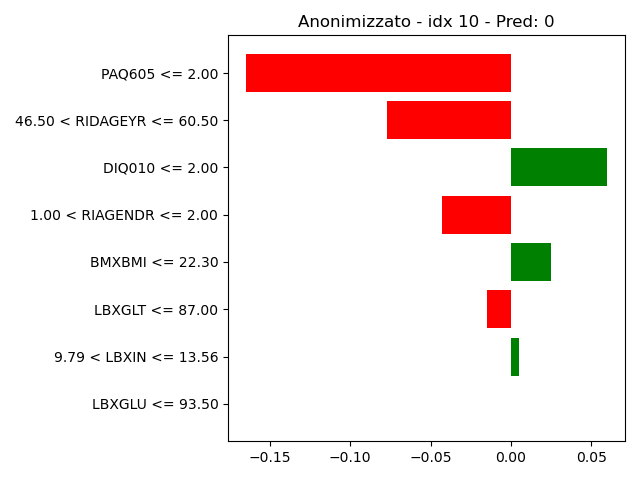 Anonimizzato - idx 10 - Pred: 0
PAQ605 <= 2.00
46.50 < RIDAGEYR <= 60.50
DIQ010 <= 2.00
1.00 < RIAGENDR <= 2.00
BMXBMI <= 22.30
LBXGLT <= 87.00
9.79 < LBXIN <= 13.56
LBXGLU <= 93.50
−0.15 −0.10 −0.05 0.00 0.05